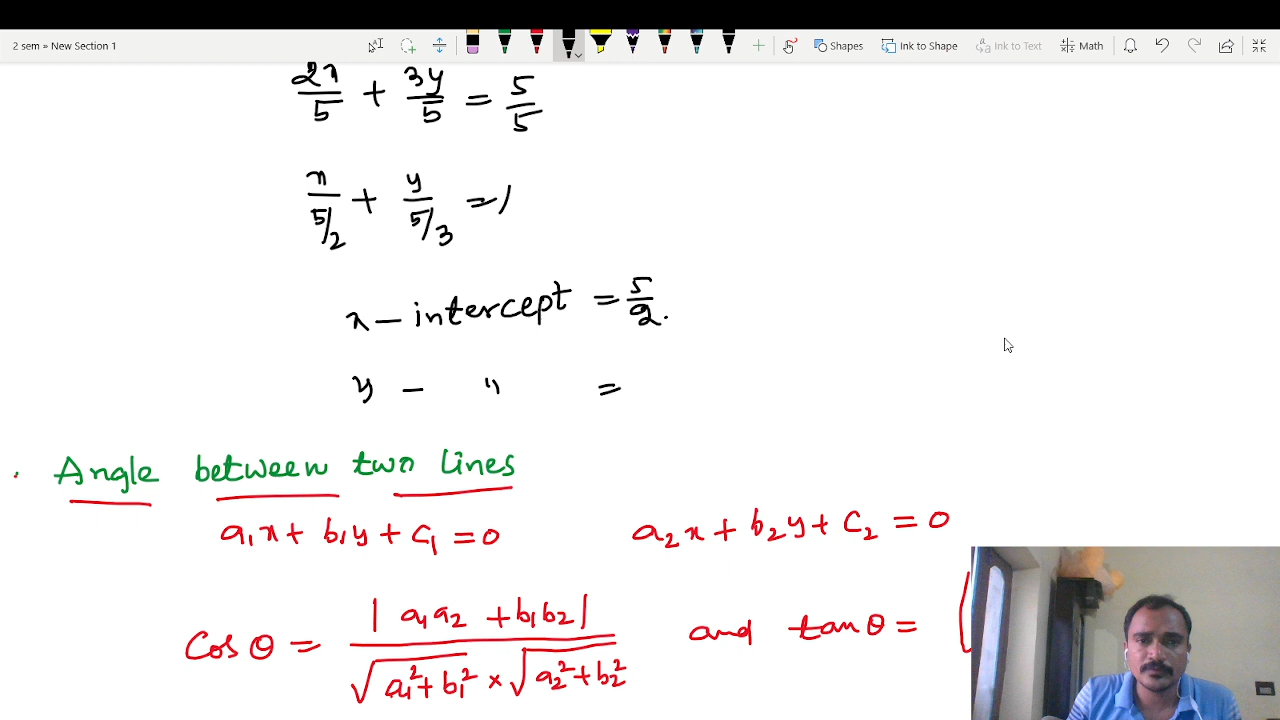 2 sem » New Section 1
Shapes Ink to Shape Ink to Text Math
2x/5 + 3y/5 = 5/5
x/5/2 + y/5/3 = 1
x - intercept = 5/2.
y - " =
. Angle between two lines
a₁x + b₁y + c₁ = 0 a₂x + b₂y + c₂ = 0
Cos θ = | a₁a₂ + b₁b₂ | / √a₁² + b₁² × √a₂² + b₂² and tan θ =